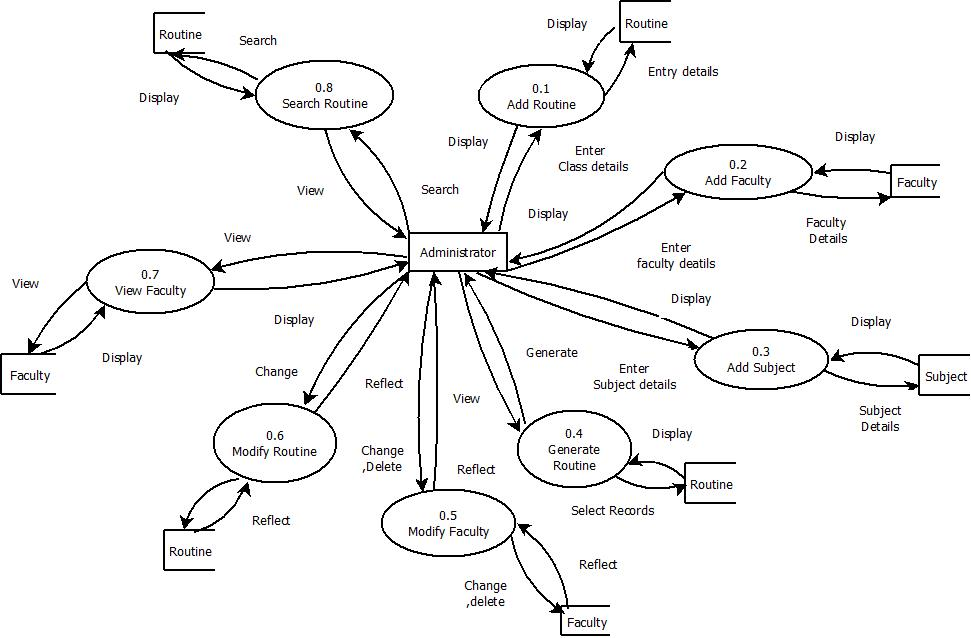 Routine
Search
Display
0.8
Search Routine
Display
Routine
0.1
Add Routine
Entry details
Display
Enter
Class details
Display
0.2
Add Faculty
Faculty
Faculty
Details
View
Search
Display
Administrator
Enter
faculty deatils
View
0.7
View Faculty
View
Display
Faculty
Display
Display
0.3
Add Subject
Subject
Subject
Details
Enter
Subject details
Display
Change
Reflect
Generate
View
0.6
Modify Routine
Reflect
Routine
Change
,Delete
Reflect
0.4
Generate
Routine
Display
Routine
Select Records
0.5
Modify Faculty
Change
,delete
Reflect
Faculty